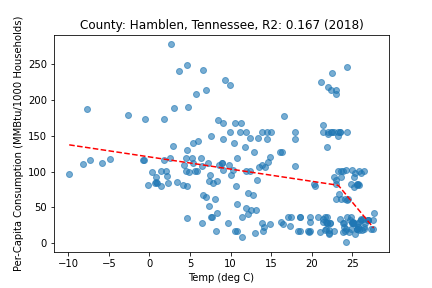 County: Hamblen, Tennessee, R2: 0.167 (2018)
Per-Capita Consumption (MMBtu/1000 Households)
250
200
150
100
50
0
−10 −5 0 5 10 15 20 25
Temp (deg C)